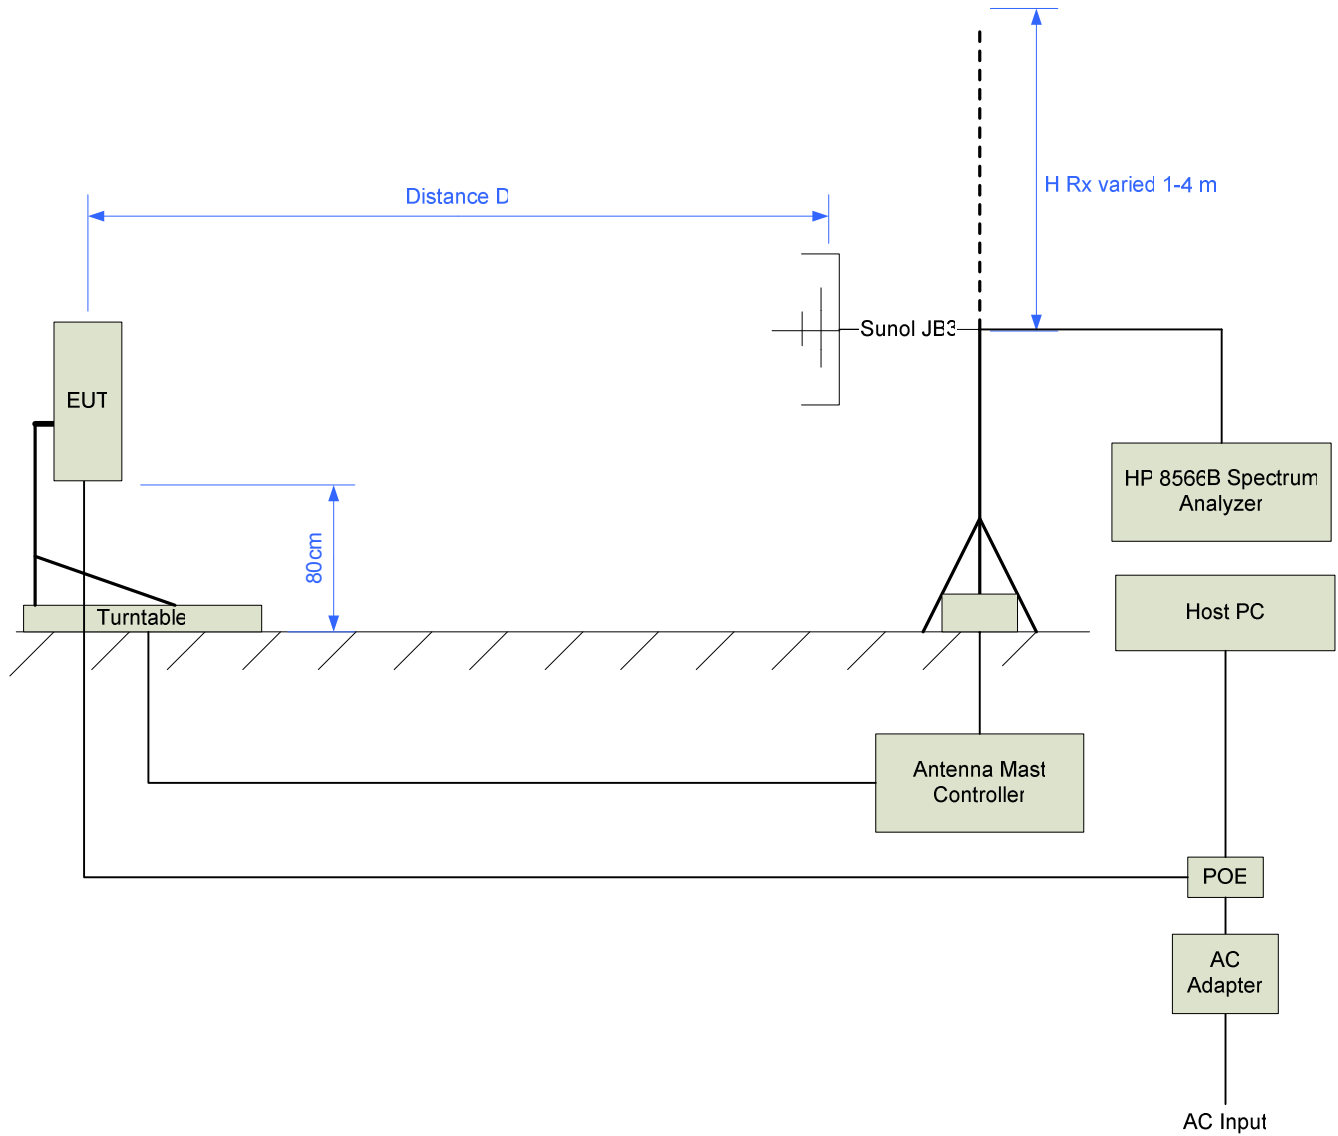 H Rx varied 1-4 m
Distance D
Sunol JB3
EUT
HP 8566B Spectrum
Analyzer
80cm
Turntable
Host PC
Antenna Mast
Controller
POE
AC
Adapter
AC Input